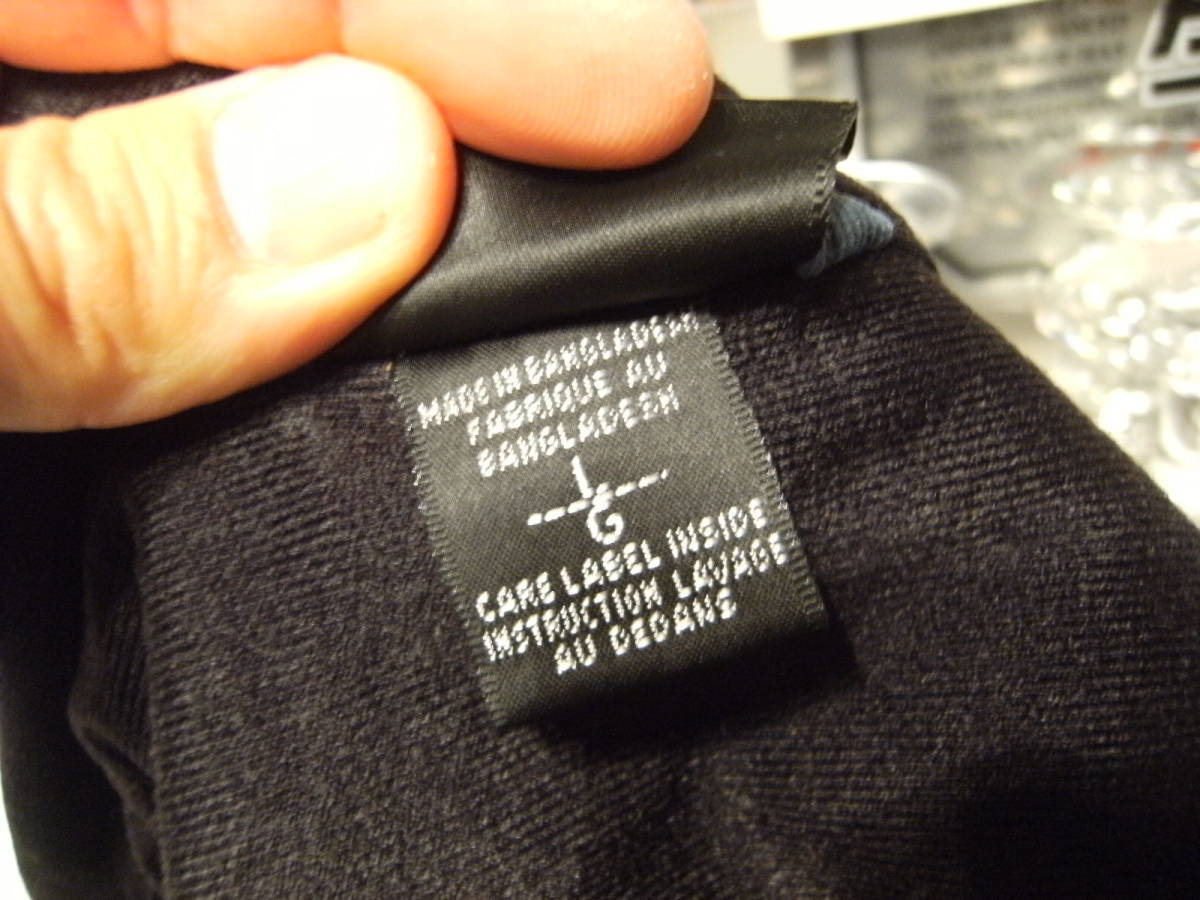 MADE IN BANGLADESH
FABRIQUE AU
BANGLADESH
L
G
CARE LABEL INSIDE
INSTRUCTION LAVAGE
AU DEDANS